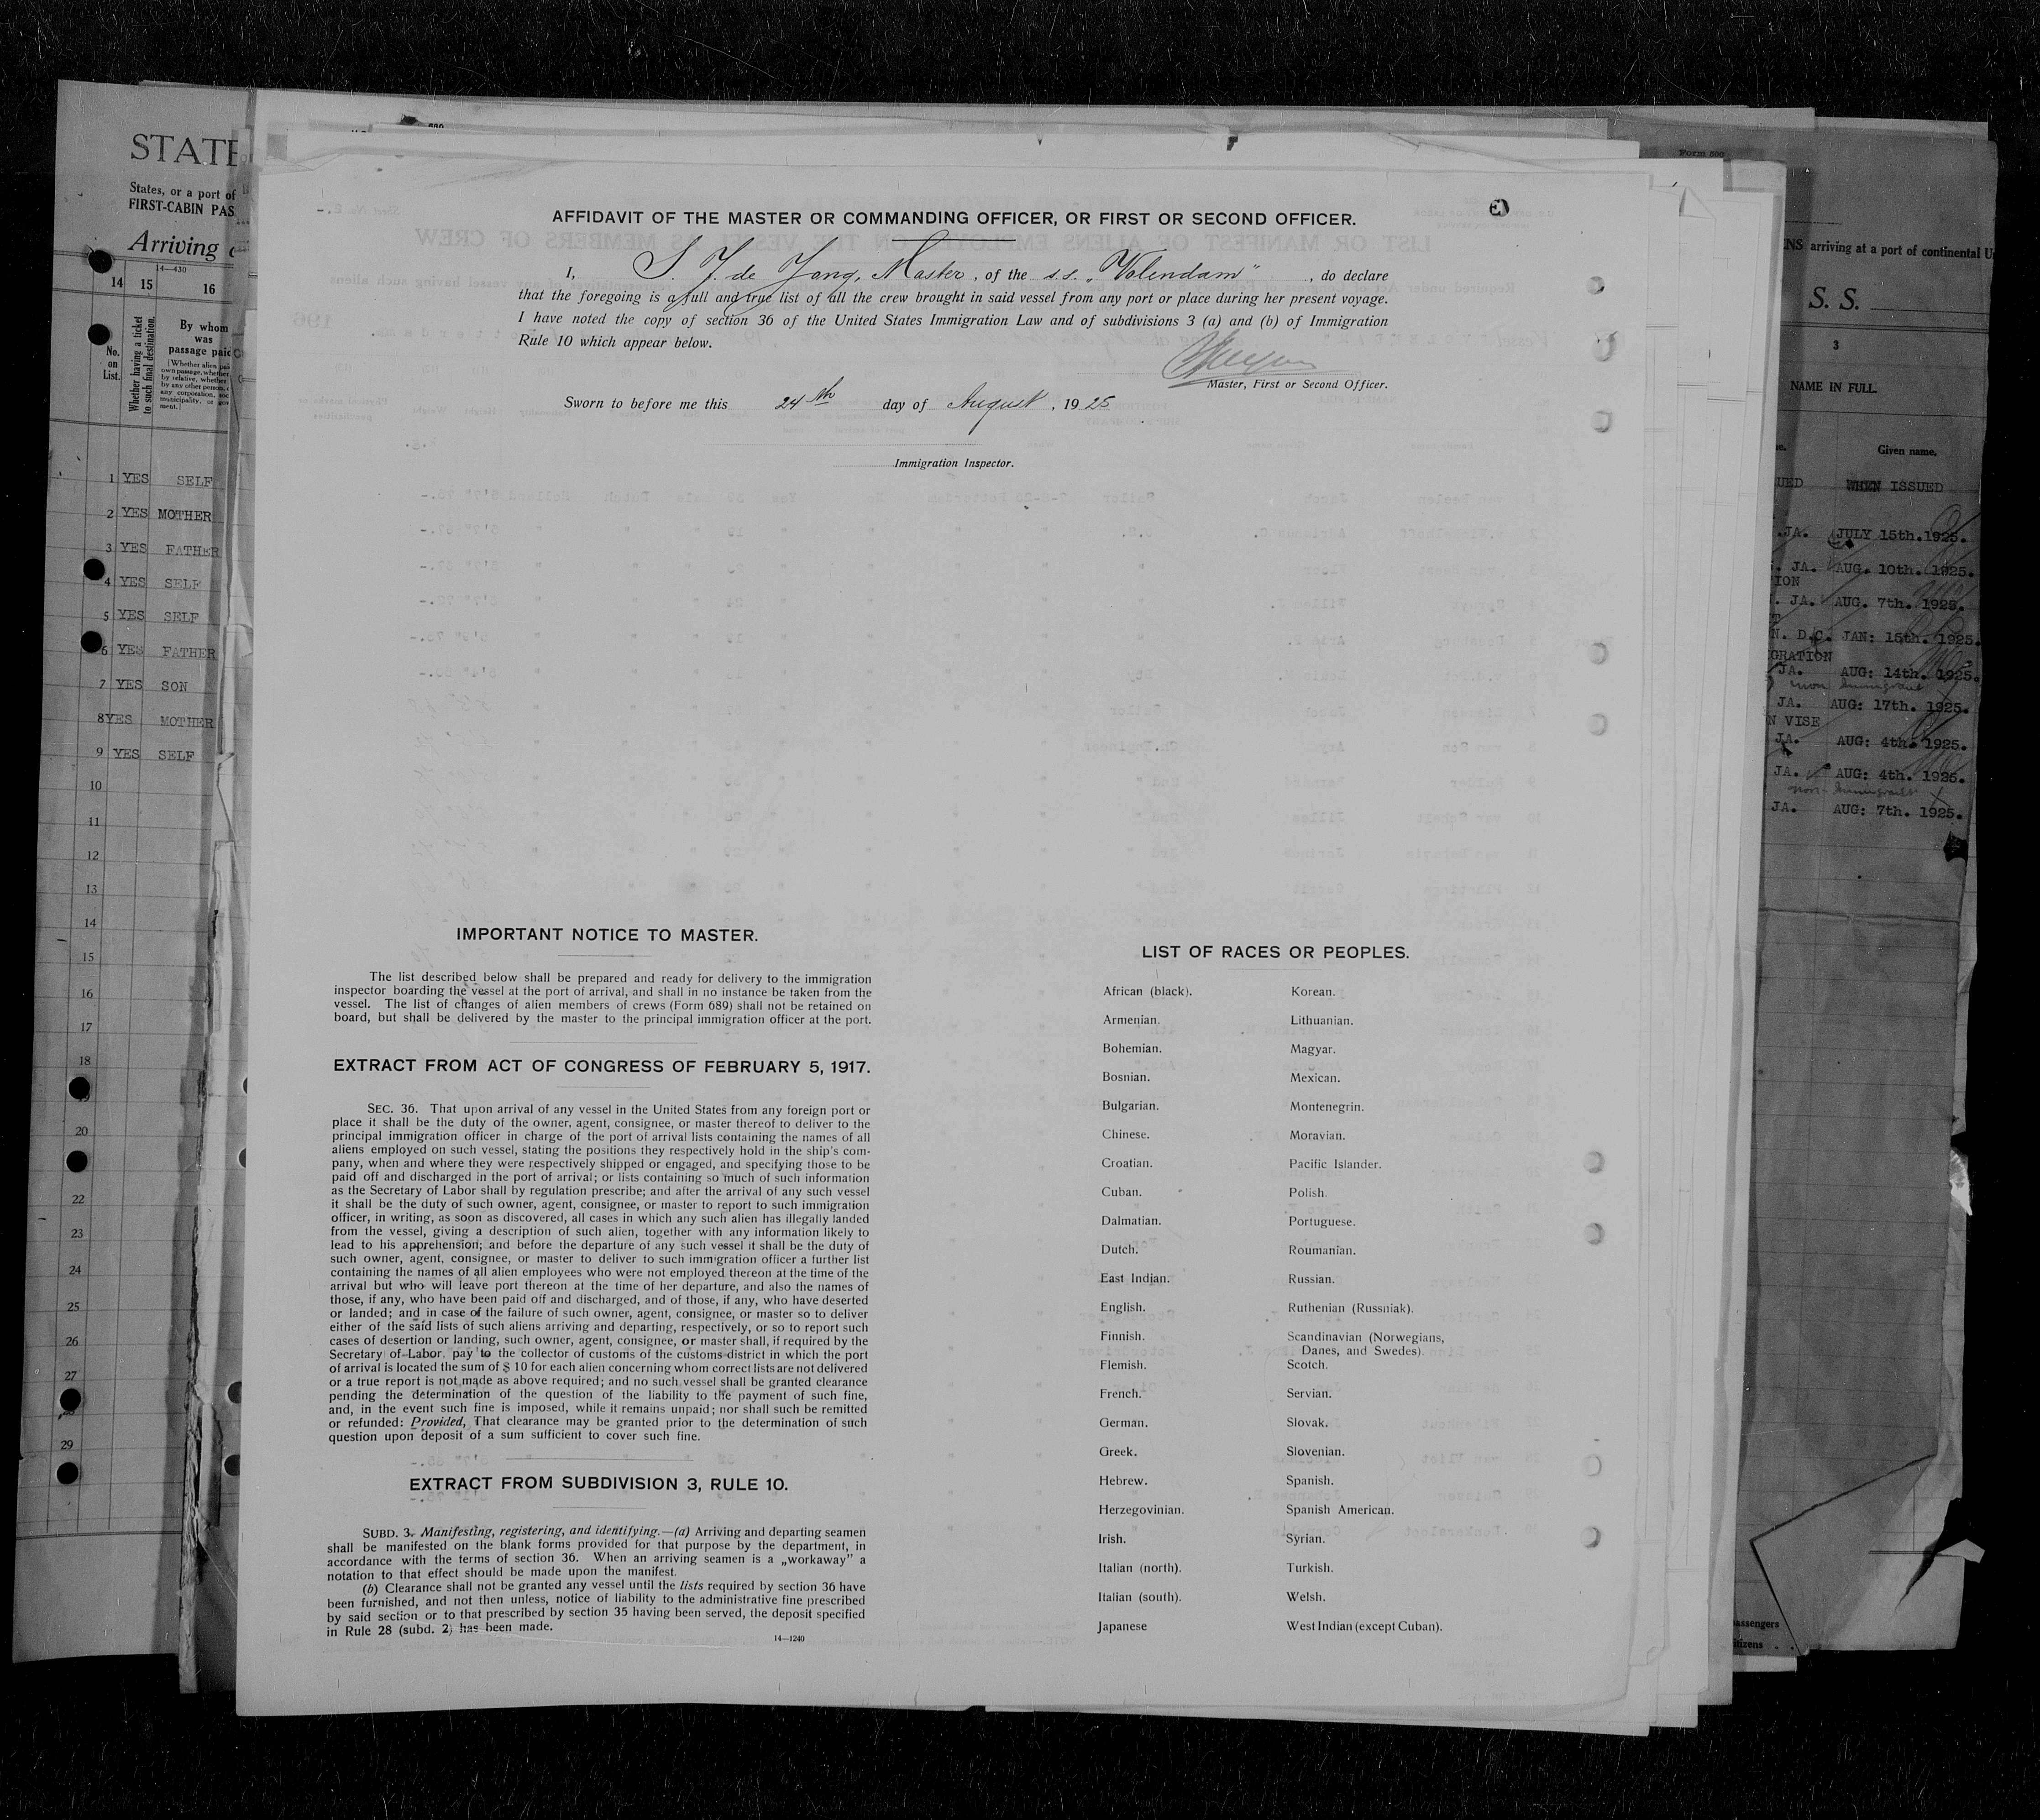 AFFIDAVIT OF THE MASTER OR COMMANDING OFFICER, OR FIRST OR SECOND OFFICER.
I, S. J. de Jong, Master, of the s.s. „Volendam", do declare
that the foregoing is a full and true list of all the crew brought in said vessel from any port or place during her present voyage.
I have noted the copy of section 36 of the United States Immigration Law and of subdivisions 3 (a) and (b) of Immigration
Rule 10 which appear below.
Master, First or Second Officer.
Sworn to before me this 24th day of August, 1925
Immigration Inspector.
IMPORTANT NOTICE TO MASTER.
The list described below shall be prepared and ready for delivery to the immigration
inspector boarding the vessel at the port of arrival, and shall in no instance be taken from the
vessel. The list of changes of alien members of crews (Form 689) shall not be retained on
board, but shall be delivered by the master to the principal immigration officer at the port.
EXTRACT FROM ACT OF CONGRESS OF FEBRUARY 5, 1917.
SEC. 36. That upon arrival of any vessel in the United States from any foreign port or
place it shall be the duty of the owner, agent, consignee, or master thereof to deliver to the
principal immigration officer in charge of the port of arrival lists containing the names of all
aliens employed on such vessel, stating the positions they respectively hold in the ship's com-
pany, when and where they were respectively shipped or engaged, and specifying those to be
paid off and discharged in the port of arrival; or lists containing so much of such information
as the Secretary of Labor shall by regulation prescribe; and after the arrival of any such vessel
it shall be the duty of such owner, agent, consignee, or master to report to such immigration
officer, in writing, as soon as discovered, all cases in which any such alien has illegally landed
from the vessel, giving a description of such alien, together with any information likely to
lead to his apprehension; and before the departure of any such vessel it shall be the duty of
such owner, agent, consignee, or master to deliver to such immigration officer a further list
containing the names of all alien employees who were not employed thereon at the time of the
arrival but who will leave port thereon at the time of her departure, and also the names of
those, if any, who have been paid off and discharged, and of those, if any, who have deserted
or landed; and in case of the failure of such owner, agent, consignee, or master so to deliver
either of the said lists of such aliens arriving and departing, respectively, or so to report such
cases of desertion or landing, such owner, agent, consignee, or master shall, if required by the
Secretary of Labor. pay to the collector of customs of the customs district in which the port
of arrival is located the sum of $ 10 for each alien concerning whom correct lists are not delivered
or a true report is not made as above required; and no such vessel shall be granted clearance
pending the determination of the question of the liability to the payment of such fine,
and, in the event such fine is imposed, while it remains unpaid; nor shall such be remitted
or refunded: Provided, That clearance may be granted prior to the determination of such
question upon deposit of a sum sufficient to cover such fine.
EXTRACT FROM SUBDIVISION 3, RULE 10.
SUBD. 3. Manifesting, registering, and identifying.—(a) Arriving and departing seamen
shall be manifested on the blank forms provided for that purpose by the department, in
accordance with the terms of section 36. When an arriving seamen is a „workaway" a
notation to that effect should be made upon the manifest.
(b) Clearance shall not be granted any vessel until the lists required by section 36 have
been furnished, and not then unless, notice of liability to the administrative fine prescribed
by said section or to that prescribed by section 35 having been served, the deposit specified
in Rule 28 (subd. 2) has been made.
14—1240
LIST OF RACES OR PEOPLES.
African (black). Korean.
Armenian. Lithuanian.
Bohemian. Magyar.
Bosnian. Mexican.
Bulgarian. Montenegrin.
Chinese. Moravian.
Croatian. Pacific Islander.
Cuban. Polish.
Dalmatian. Portuguese.
Dutch. Roumanian.
East Indian. Russian.
English. Ruthenian (Russniak).
Finnish. Scandinavian (Norwegians,
Danes, and Swedes).
Flemish. Scotch.
French. Servian.
German. Slovak.
Greek. Slovenian.
Hebrew. Spanish.
Herzegovinian. Spanish American.
Irish. Syrian.
Italian (north). Turkish.
Italian (south). Welsh.
Japanese West Indian (except Cuban).
STATE
States, or a port of
FIRST-CABIN PAS
Arriving
14—430
14 15 16
No. on List.
Whether having a ticket to such final destination.
By whom was passage paid
1 YES SELF
2 YES MOTHER
3 YES FATHER
4 YES SELF
5 YES SELF
6 YES FATHER
7 YES SON
8 YES MOTHER
9 YES SELF
10
11
12
13
14
15
16
17
18
20
22
23
24
25
26
27
29
Form 500
arriving at a port of continental
S. S.
3
NAME IN FULL.
Given name.
WHEN ISSUED
JA. JULY 15th. 1925.
JA. AUG. 10th. 1925.
JA. AUG. 7th. 1925.
N. D.C. JAN: 15th. 1925.
GRATION
JA. AUG: 14th. 1925.
non immigrant
JA. AUG: 17th. 1925.
N VISE
JA. AUG: 4th. 1925.
JA. AUG: 4th. 1925.
non-immigrant
JA. AUG: 7th. 1925.